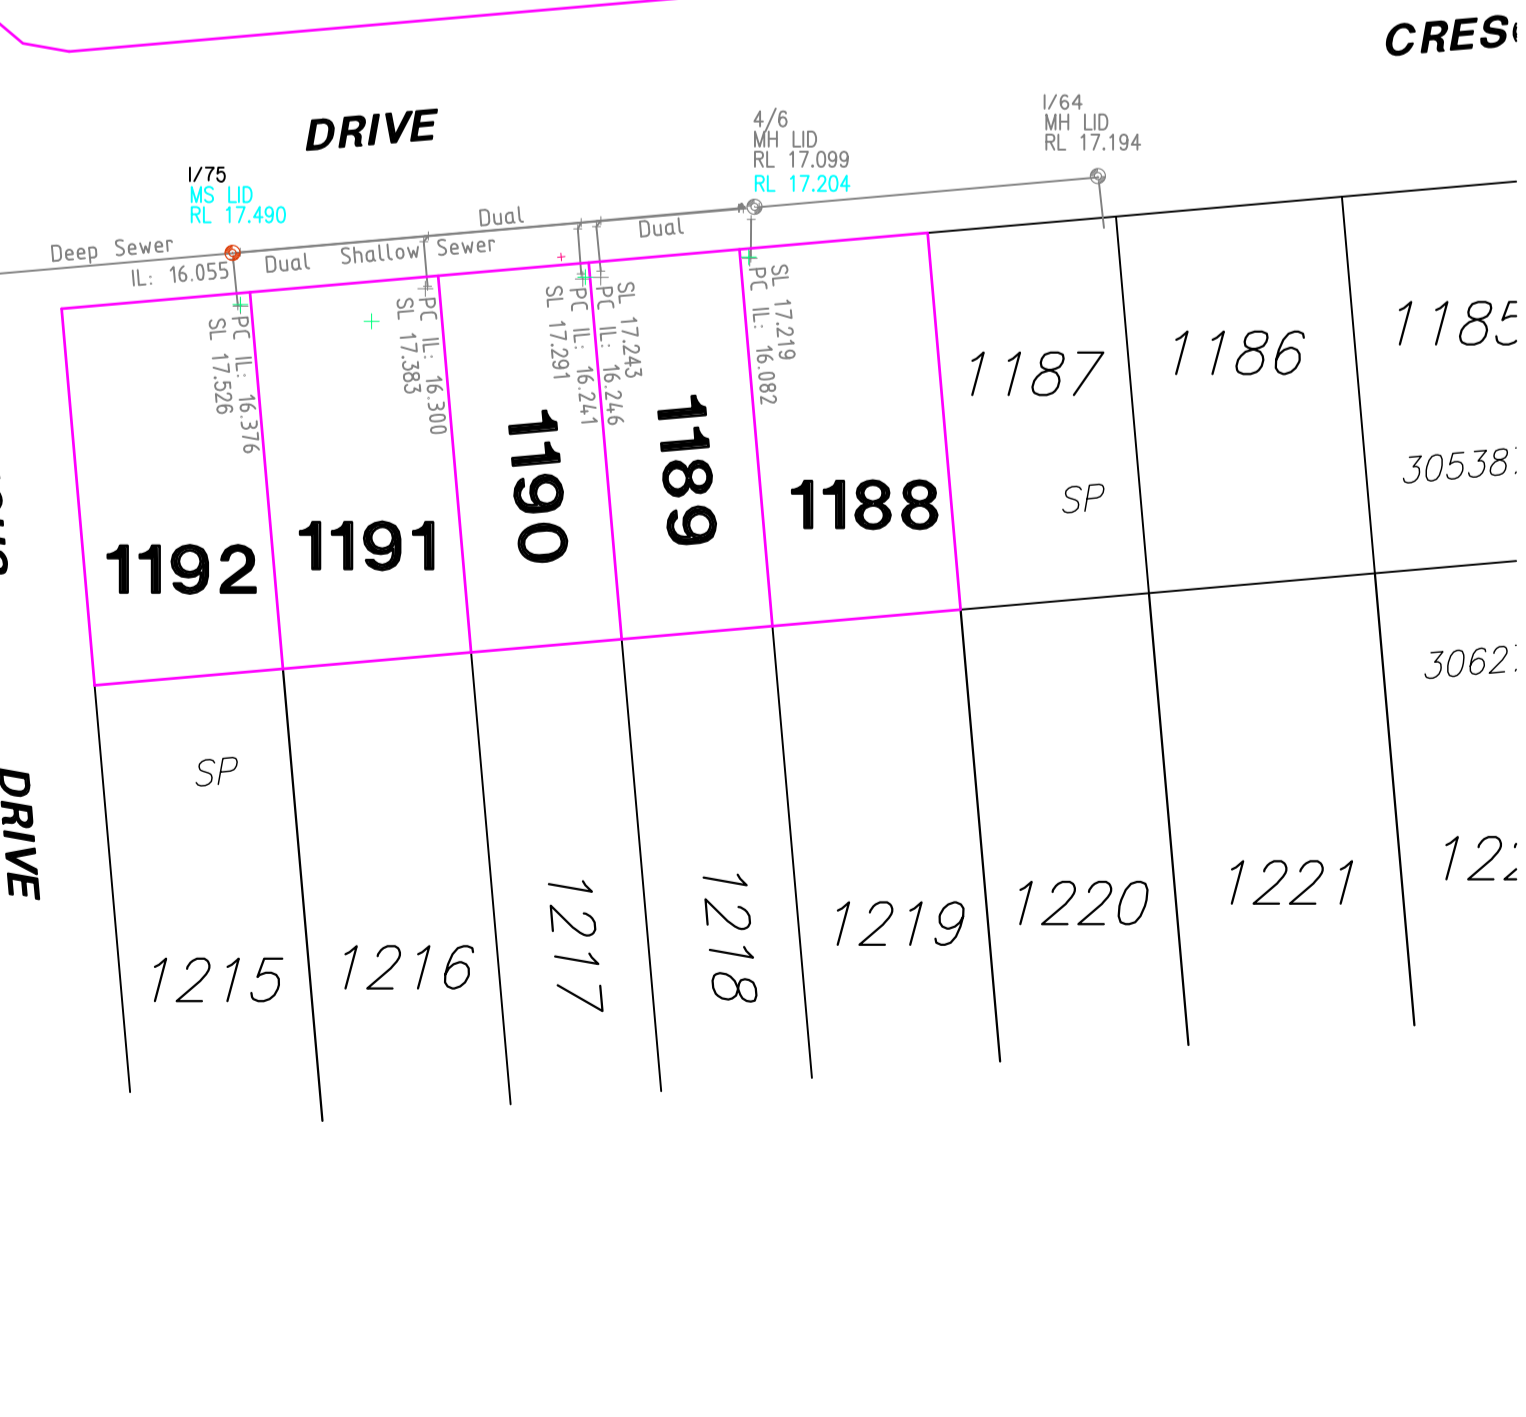 DRIVE
I/75
MS LID
RL 17.490
4/6
MH LID
RL 17.099
RL 17.204
I/64
MH LID
RL 17.194
Deep Sewer
IL: 16.055
Dual
Shallow Sewer
Dual
Dual
PC IL: 16.376
SL 17.526
PC IL: 16.300
SL 17.383
PC IL: 16.241
SL 17.291
SL 17.243
PC IL: 16.246
SL 17.219
PC IL: 16.082
1192
1191
1190
1189
1188
1187
1186
1185
SP
DRIVE
SP
1215
1216
1217
1218
1219
1220
1221